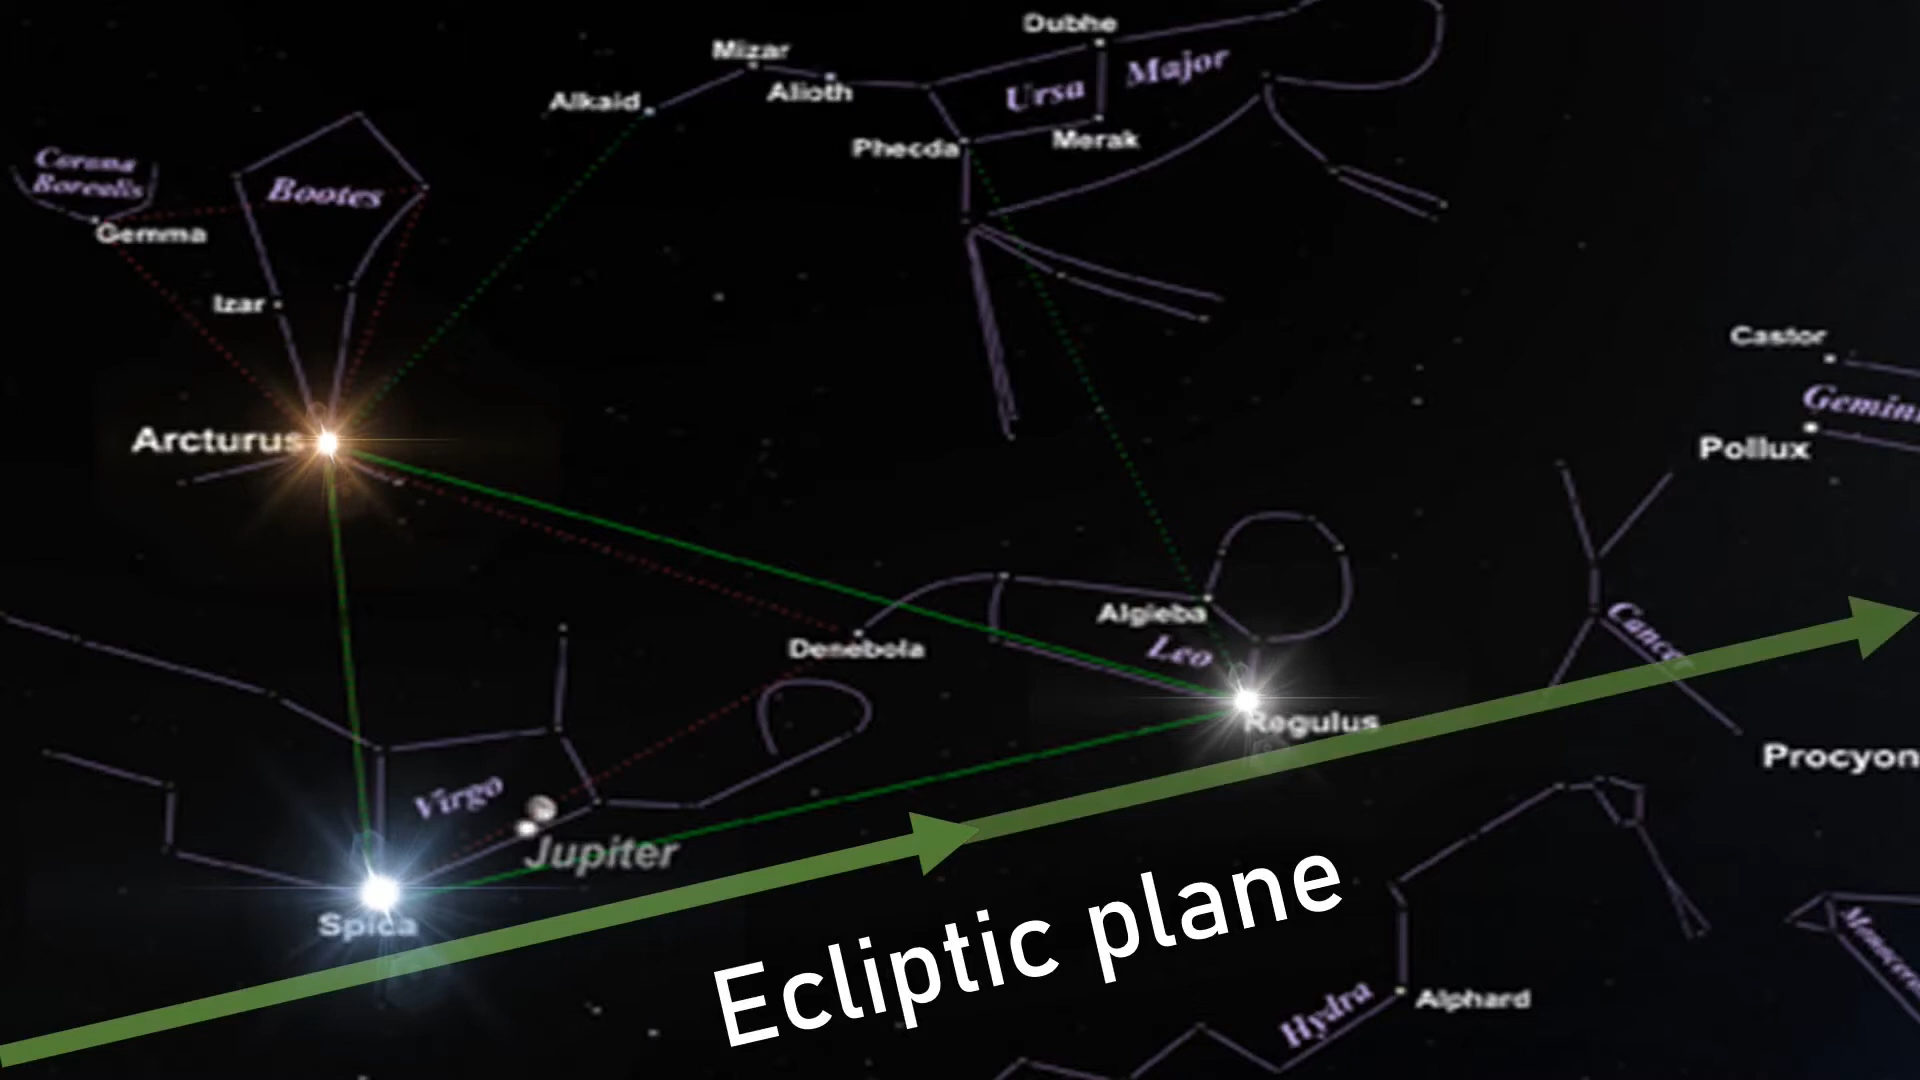 Dubhe
Mizar
Ursa Major
Alioth
Alkaid
Merak
Phecda
Corona
Borealis
Bootes
Gemma
Izar
Castor
Gemini
Arcturus
Pollux
Algieba
Cancer
Denebola
Leo
Regulus
Procyon
Virgo
Jupiter
Spica
Ecliptic plane
Hydra
Alphard